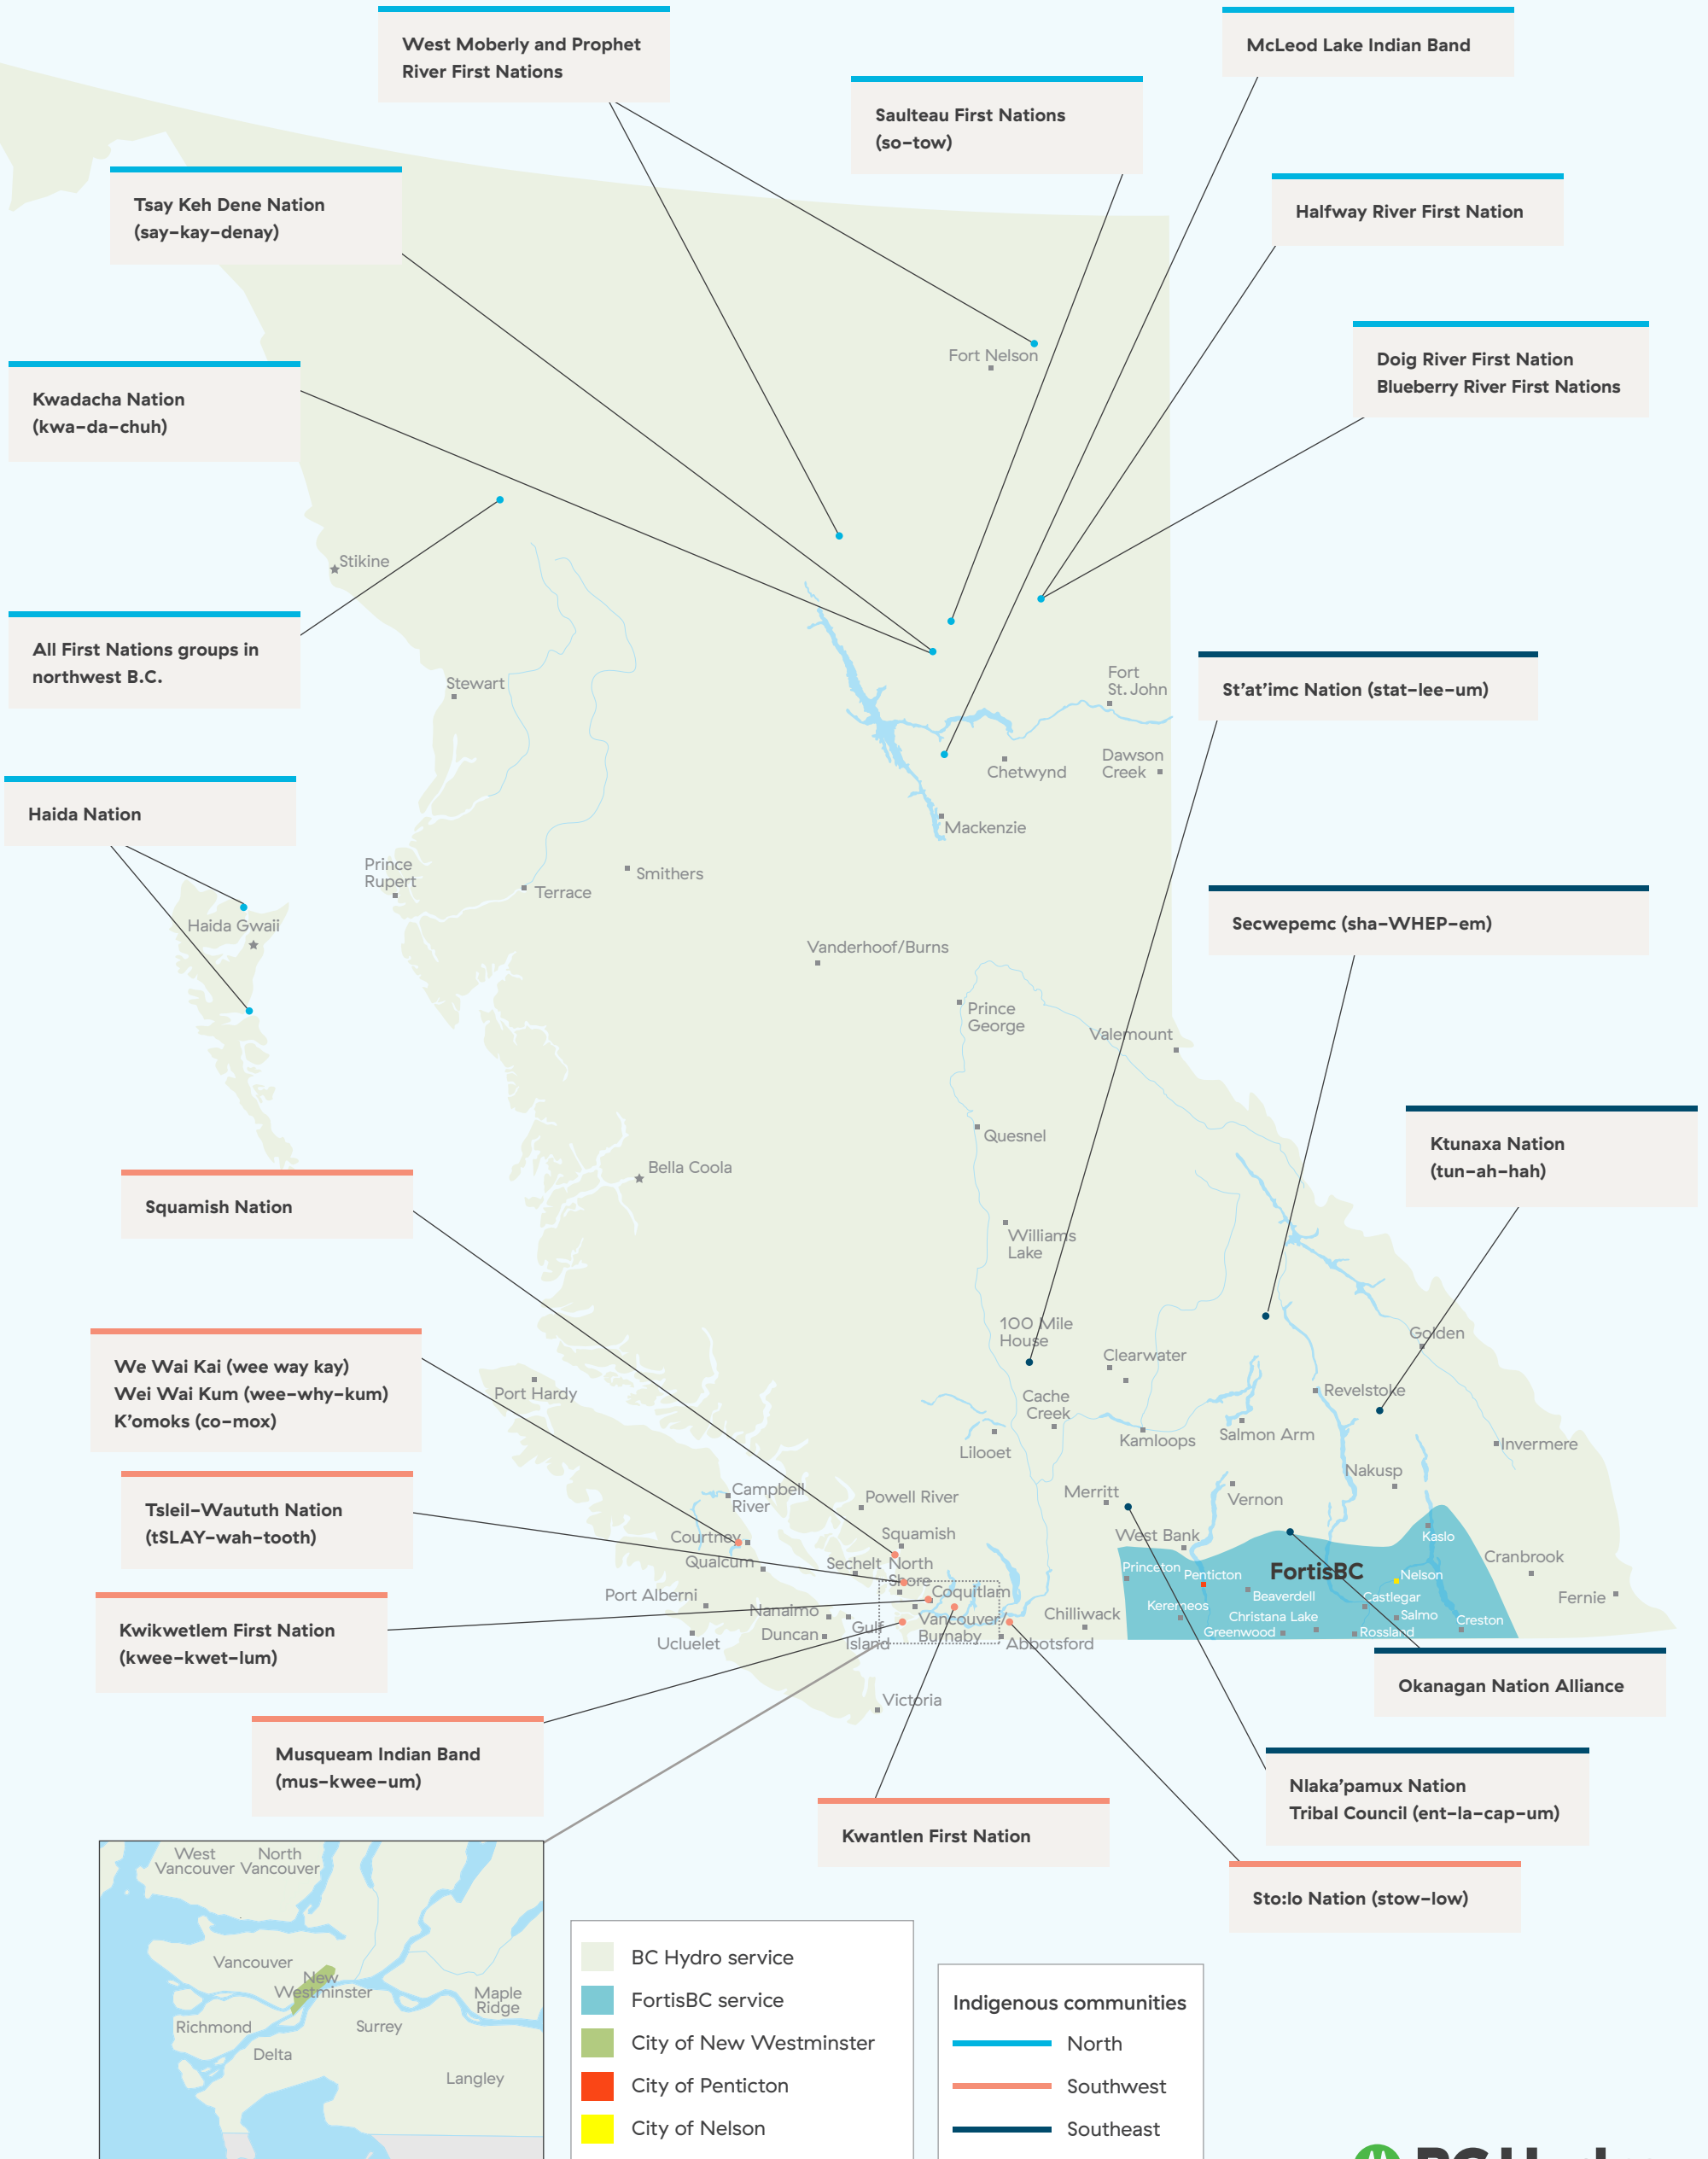 West Moberly and Prophet
River First Nations
McLeod Lake Indian Band
Saulteau First Nations
(so-tow)
Tsay Keh Dene Nation
(say-kay-denay)
Halfway River First Nation
Fort Nelson
Doig River First Nation
Blueberry River First Nations
Kwadacha Nation
(kwa-da-chuh)
Stikine
All First Nations groups in
northwest B.C.
Stewart
Fort
St. John
St'at'imc Nation (stat-lee-um)
Dawson
Creek
Chetwynd
Haida Nation
Mackenzie
Prince
Rupert
Terrace
Smithers
Haida Gwaii
Secwepemc (sha-WHEP-em)
Vanderhoof/Burns
Prince
George
Valemount
Quesnel
Ktunaxa Nation
(tun-ah-hah)
Bella Coola
Squamish Nation
Williams
Lake
100 Mile
House
Golden
Clearwater
We Wai Kai (wee way kay)
Wei Wai Kum (wee-why-kum)
K'omoks (co-mox)
Port Hardy
Cache
Creek
Revelstoke
Kamloops
Salmon Arm
Invermere
Lilooet
Nakusp
Tsleil-Waututh Nation
(tSLAY-wah-tooth)
Campbell
River
Powell River
Merritt
Vernon
Courtney
Squamish
West Bank
Kaslo
Qualcum
Sechelt
North
Shore
Princeton
Penticton
FortisBC
Nelson
Cranbrook
Port Alberni
Coquitlam
Beaverdell
Castlegar
Fernie
Kwikwetlem First Nation
(kwee-kwet-lum)
Nanaimo
Gulf
Island
Vancouver/
Burnaby
Chilliwack
Keremeos
Christana Lake
Salmo
Creston
Ucluelet
Duncan
Abbotsford
Greenwood
Rossland
Okanagan Nation Alliance
Victoria
Musqueam Indian Band
(mus-kwee-um)
Nlaka'pamux Nation
Tribal Council (ent-la-cap-um)
Kwantlen First Nation
Sto:lo Nation (stow-low)
West
Vancouver
North
Vancouver
Vancouver
New
Westminster
Maple
Ridge
Richmond
Surrey
Delta
Langley
BC Hydro service
FortisBC service
City of New Westminster
City of Penticton
City of Nelson
Indigenous communities
North
Southwest
Southeast